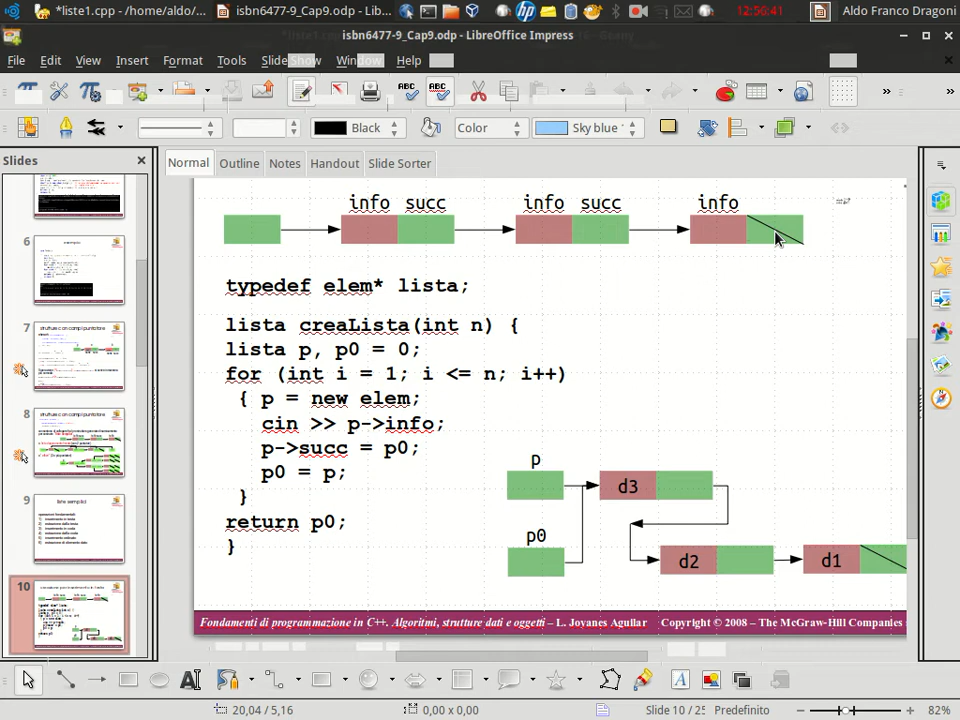 *liste1.cpp - /home/aldo/...
isbn6477-9_Cap9.odp - Lib...
12:56:41
Aldo Franco Dragoni
isbn6477-9_Cap9.odp - LibreOffice Impress
File Edit View Insert Format Tools Slide Show Window Help
Black
Color
Sky blue
Slides
Normal Outline Notes Handout Slide Sorter
info succ info succ info
typedef elem* lista;
lista creaLista(int n) {
lista p, p0 = 0;
for (int i = 1; i <= n; i++)
{ p = new elem;
cin >> p->info;
p->succ = p0;
p0 = p;
}
return p0;
}
p
d3
p0
d2
d1
Fondamenti di programmazione in C++. Algoritmi, strutture dati e oggetti – L. Joyanes Aguilar Copyright © 2008 – The McGraw-Hill Companies
6
7
8
9
10
20,04 / 5,16
0,00 x 0,00
Slide 10 / 25
Predefinito
82%